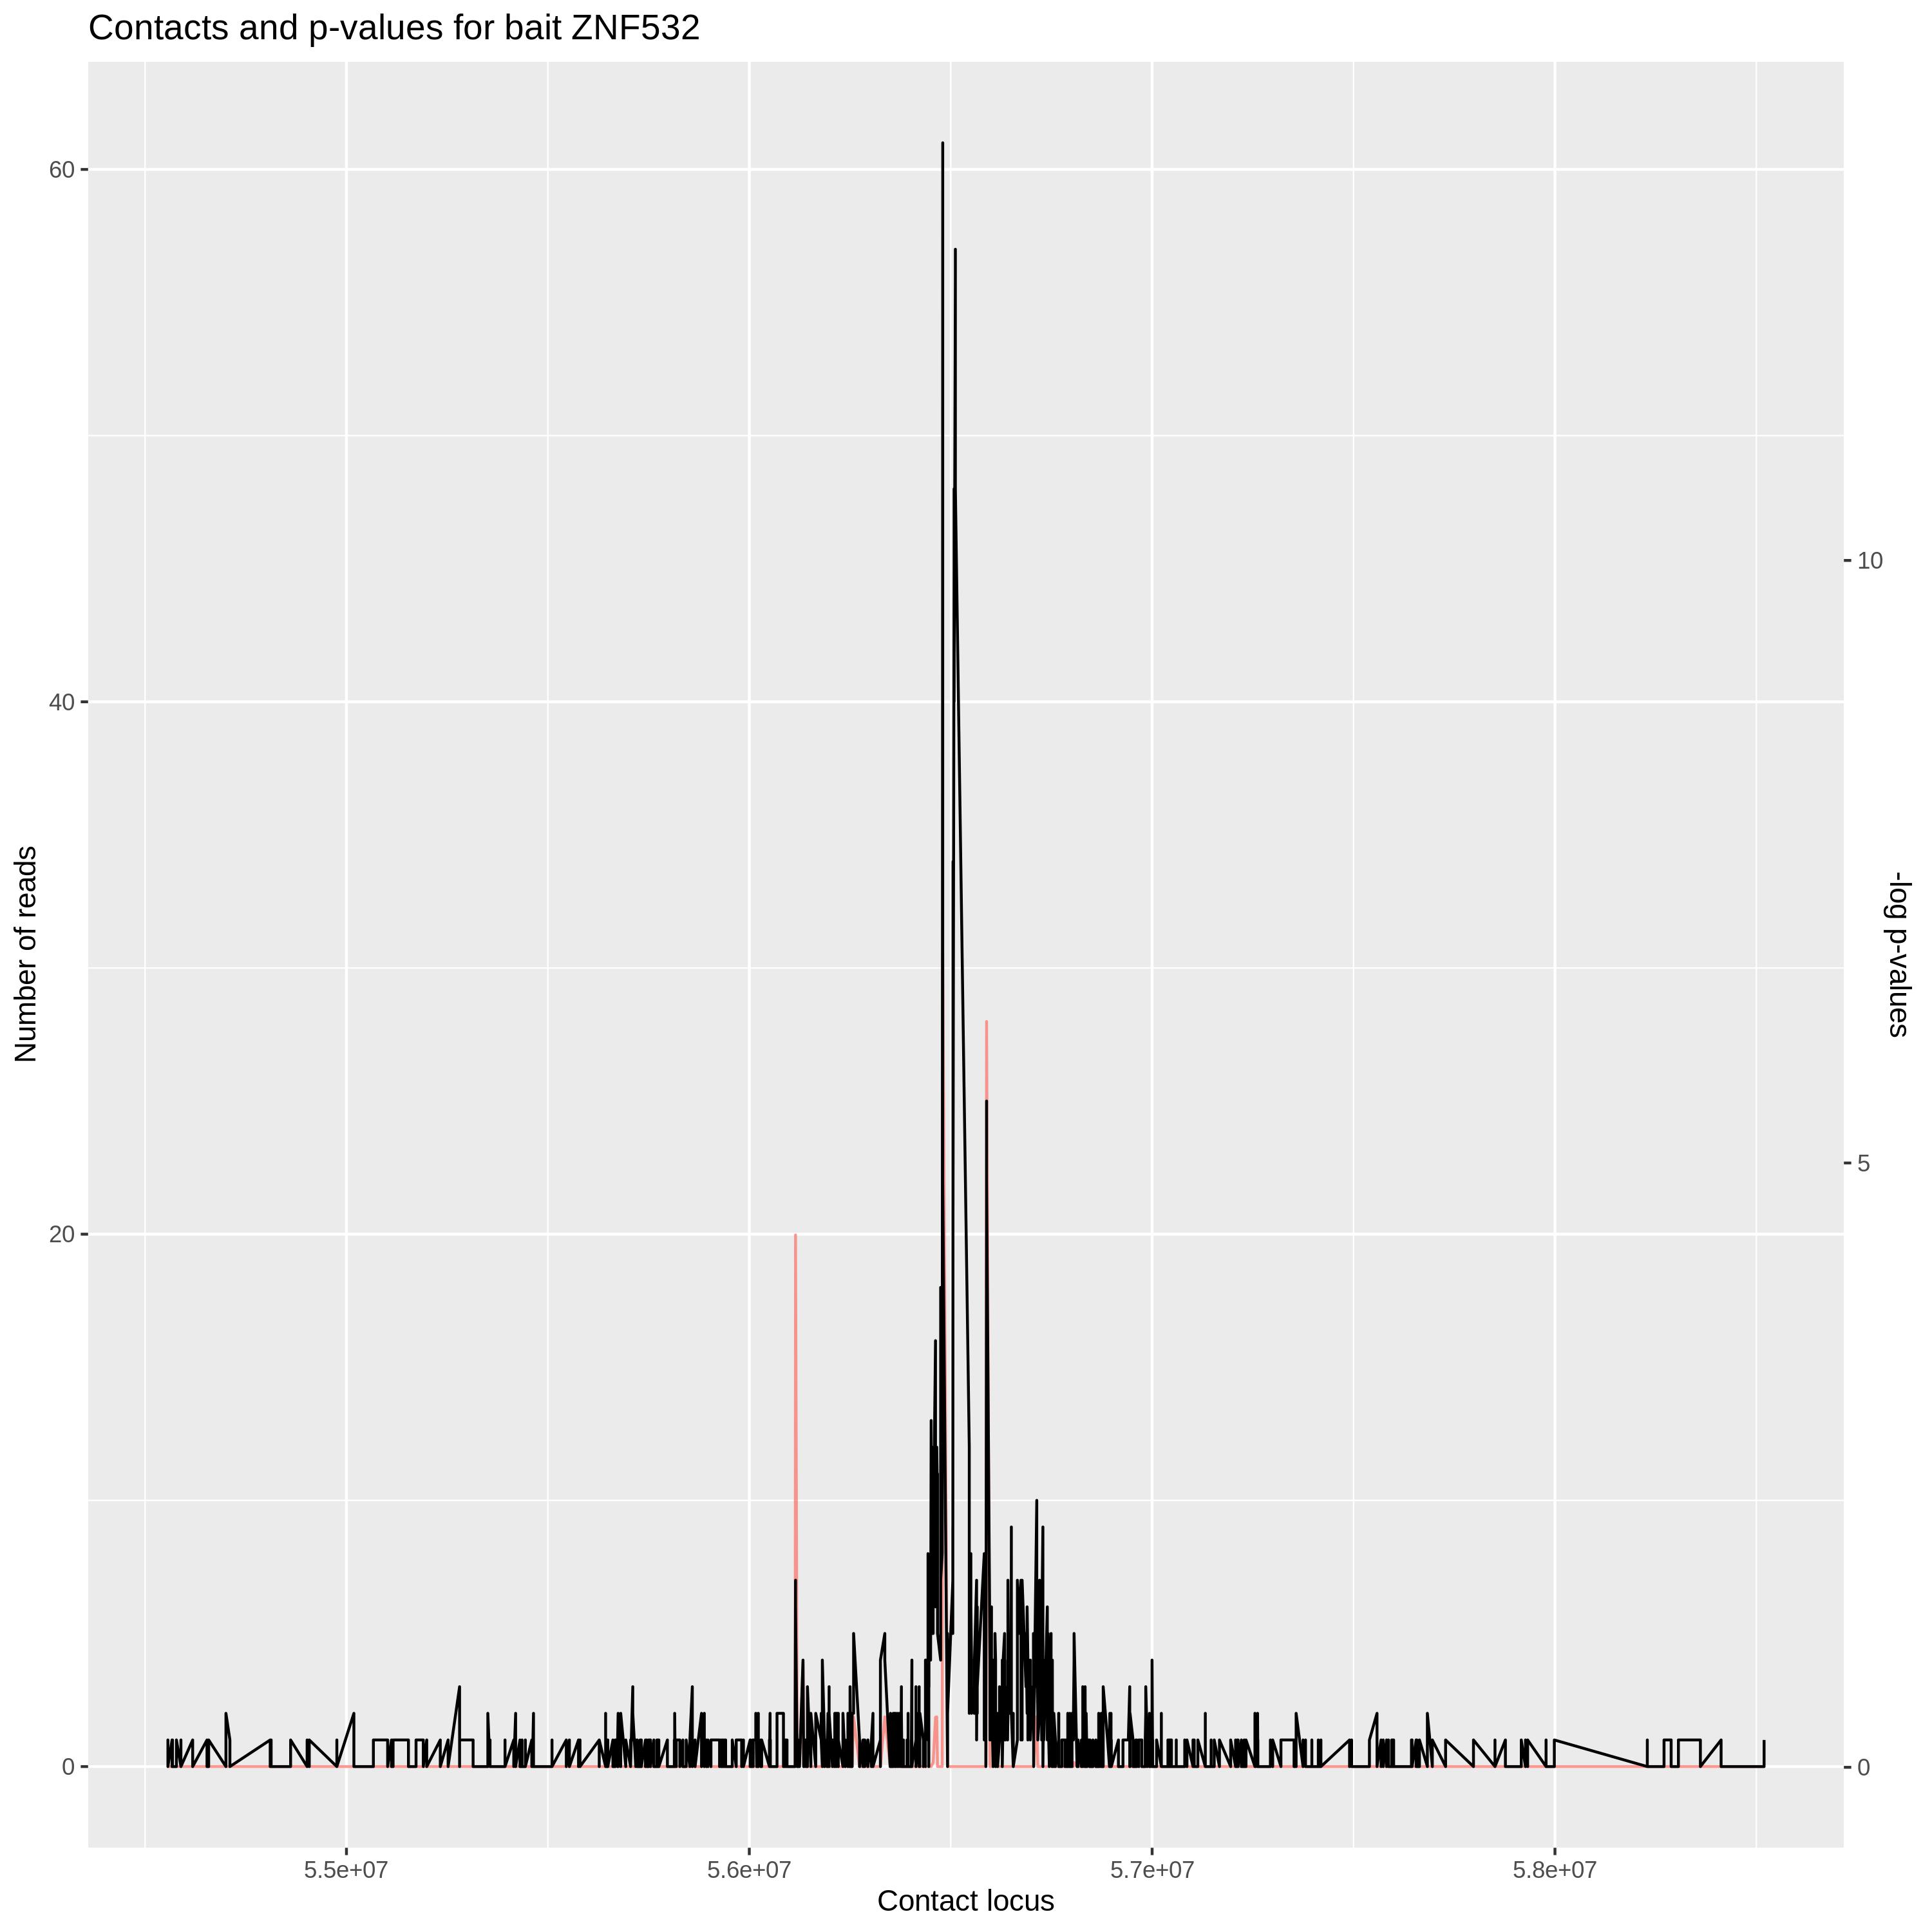 Contacts and p-values for bait ZNF532
60
40
20
0
Number of reads
10
5
0
-log p-values
5.5e+07
5.6e+07
5.7e+07
5.8e+07
Contact locus